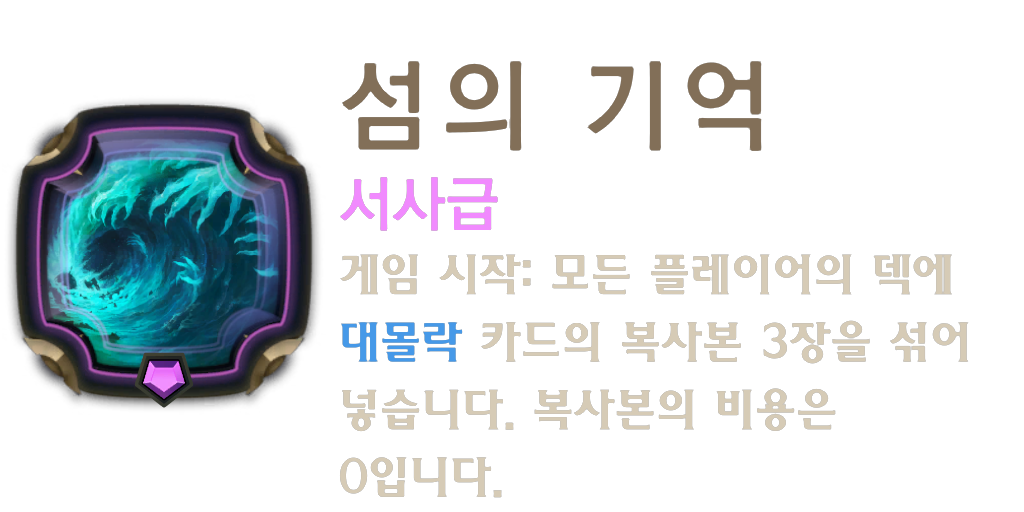 섬의 기억
서사급
게임 시작: 모든 플레이어의 덱에
대몰락 카드의 복사본 3장을 섞어
넣습니다. 복사본의 비용은
0입니다.